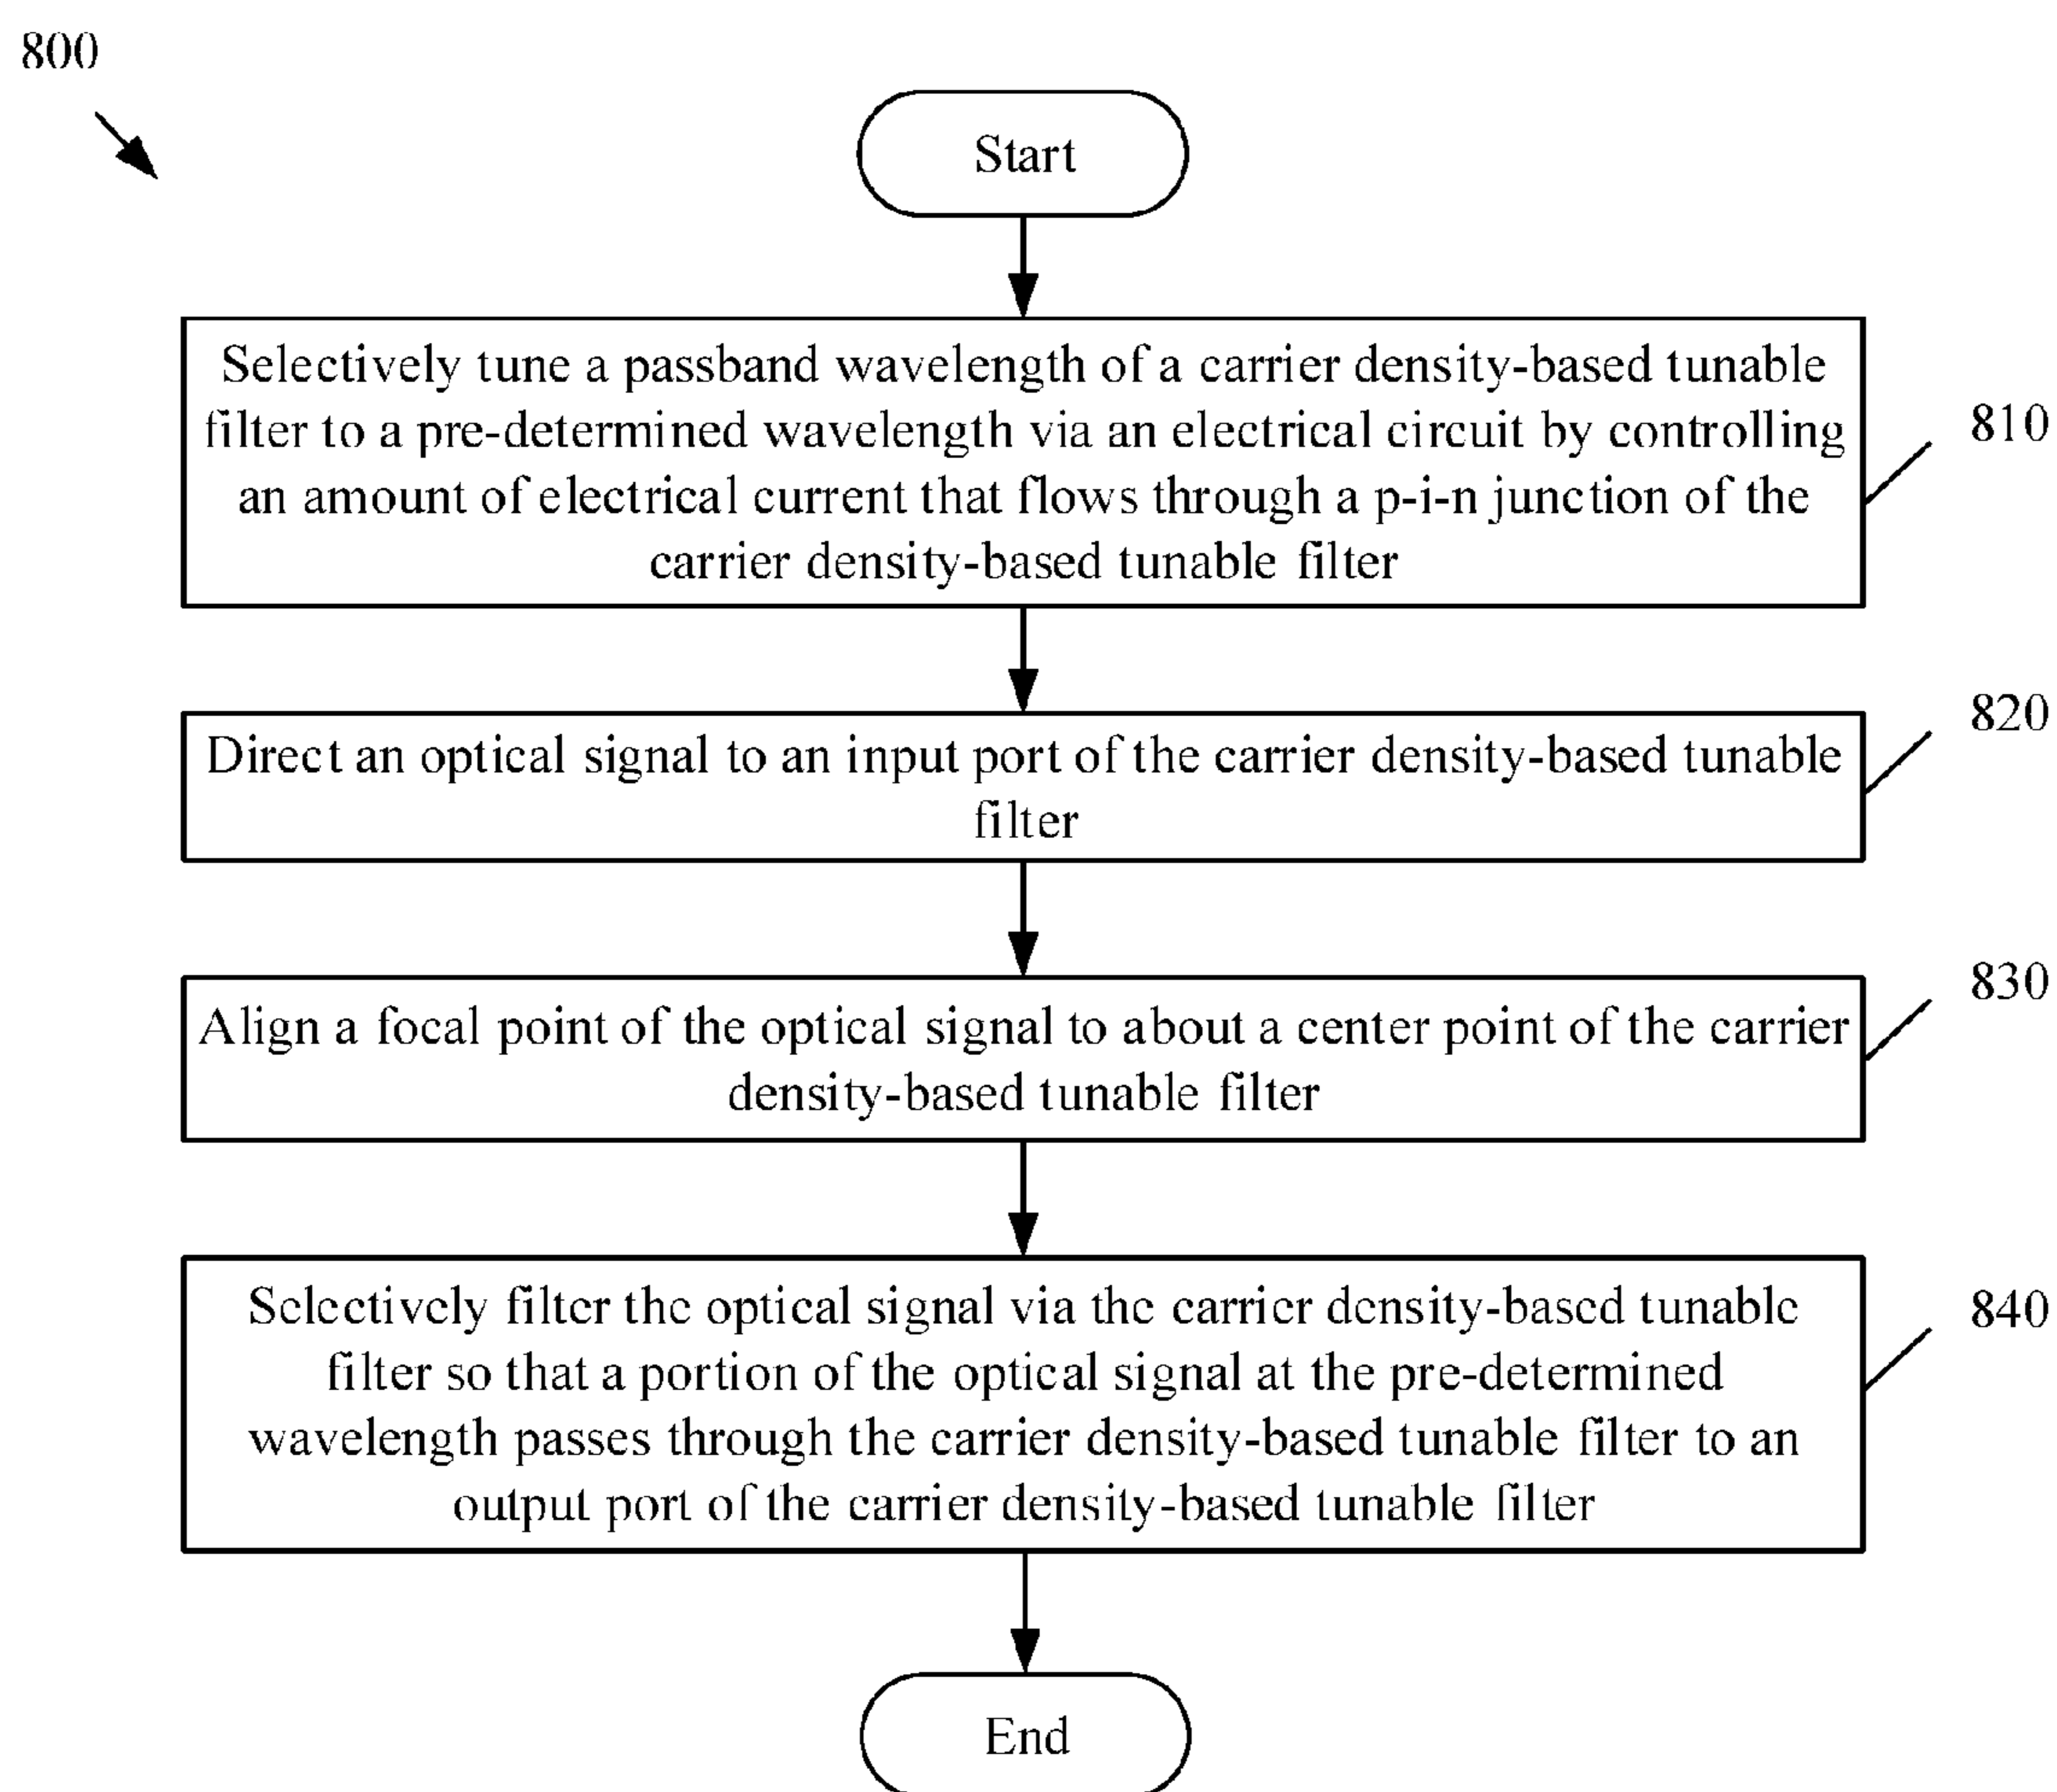 800
Start
Selectively tune a passband wavelength of a carrier density-based tunable
filter to a pre-determined wavelength via an electrical circuit by controlling
an amount of electrical current that flows through a p-i-n junction of the
carrier density-based tunable filter
810
Direct an optical signal to an input port of the carrier density-based tunable
filter
820
Align a focal point of the optical signal to about a center point of the carrier
density-based tunable filter
830
Selectively filter the optical signal via the carrier density-based tunable
filter so that a portion of the optical signal at the pre-determined
wavelength passes through the carrier density-based tunable filter to an
output port of the carrier density-based tunable filter
840
End